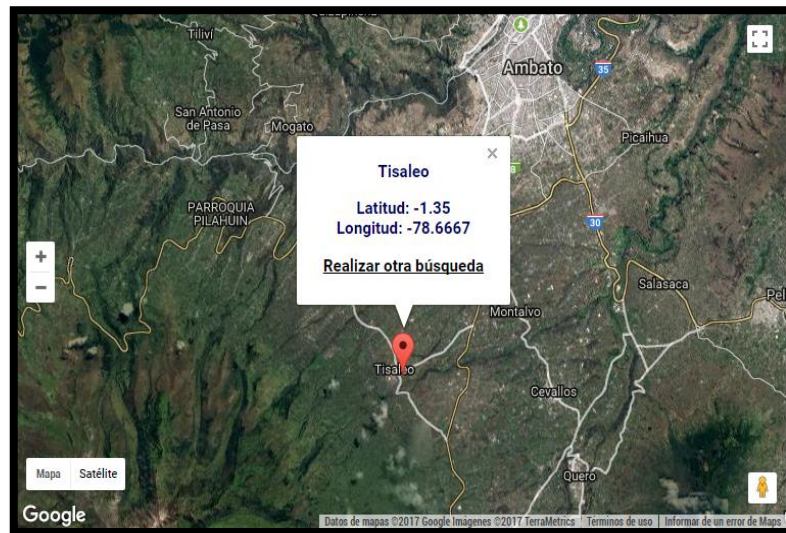 Tiliví
Ambato
35
San Antonio
de Pasa
Mogato
Picaihua
Tisaleo
×
Latitud: -1.35
Longitud: -78.6667
PARROQUIA
PILAHUIN
30
Realizar otra búsqueda
+
−
Salasaca
Montalvo
Tisaleo
Cevallos
Quero
Mapa
Satélite
Google
Datos de mapas ©2017 Google Imagenes ©2017 TerraMetrics
Términos de uso
Informar de un error de Maps